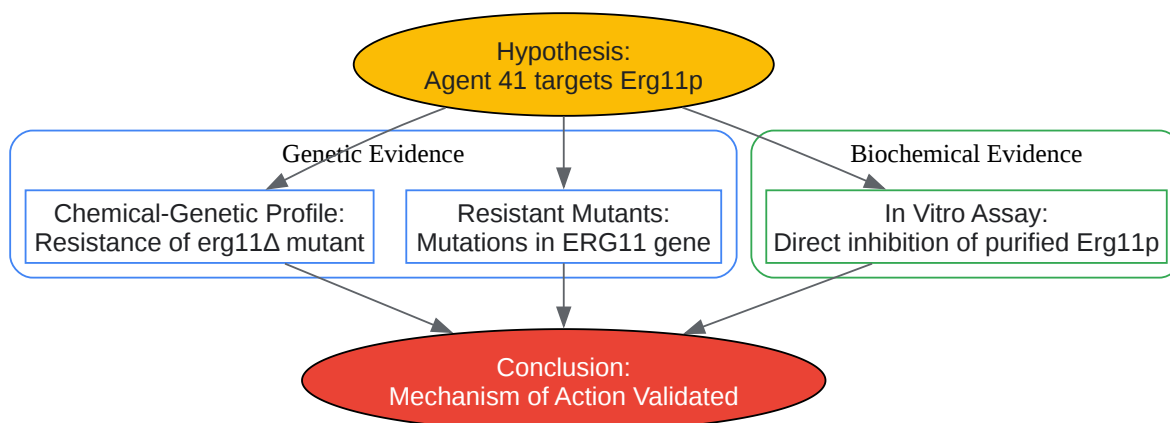 Hypothesis:
Agent 41 targets Erg11p
Genetic Evidence
Biochemical Evidence
Chemical-Genetic Profile:
Resistance of erg11Δ mutant
Resistant Mutants:
Mutations in ERG11 gene
In Vitro Assay:
Direct inhibition of purified Erg11p
Conclusion:
Mechanism of Action Validated